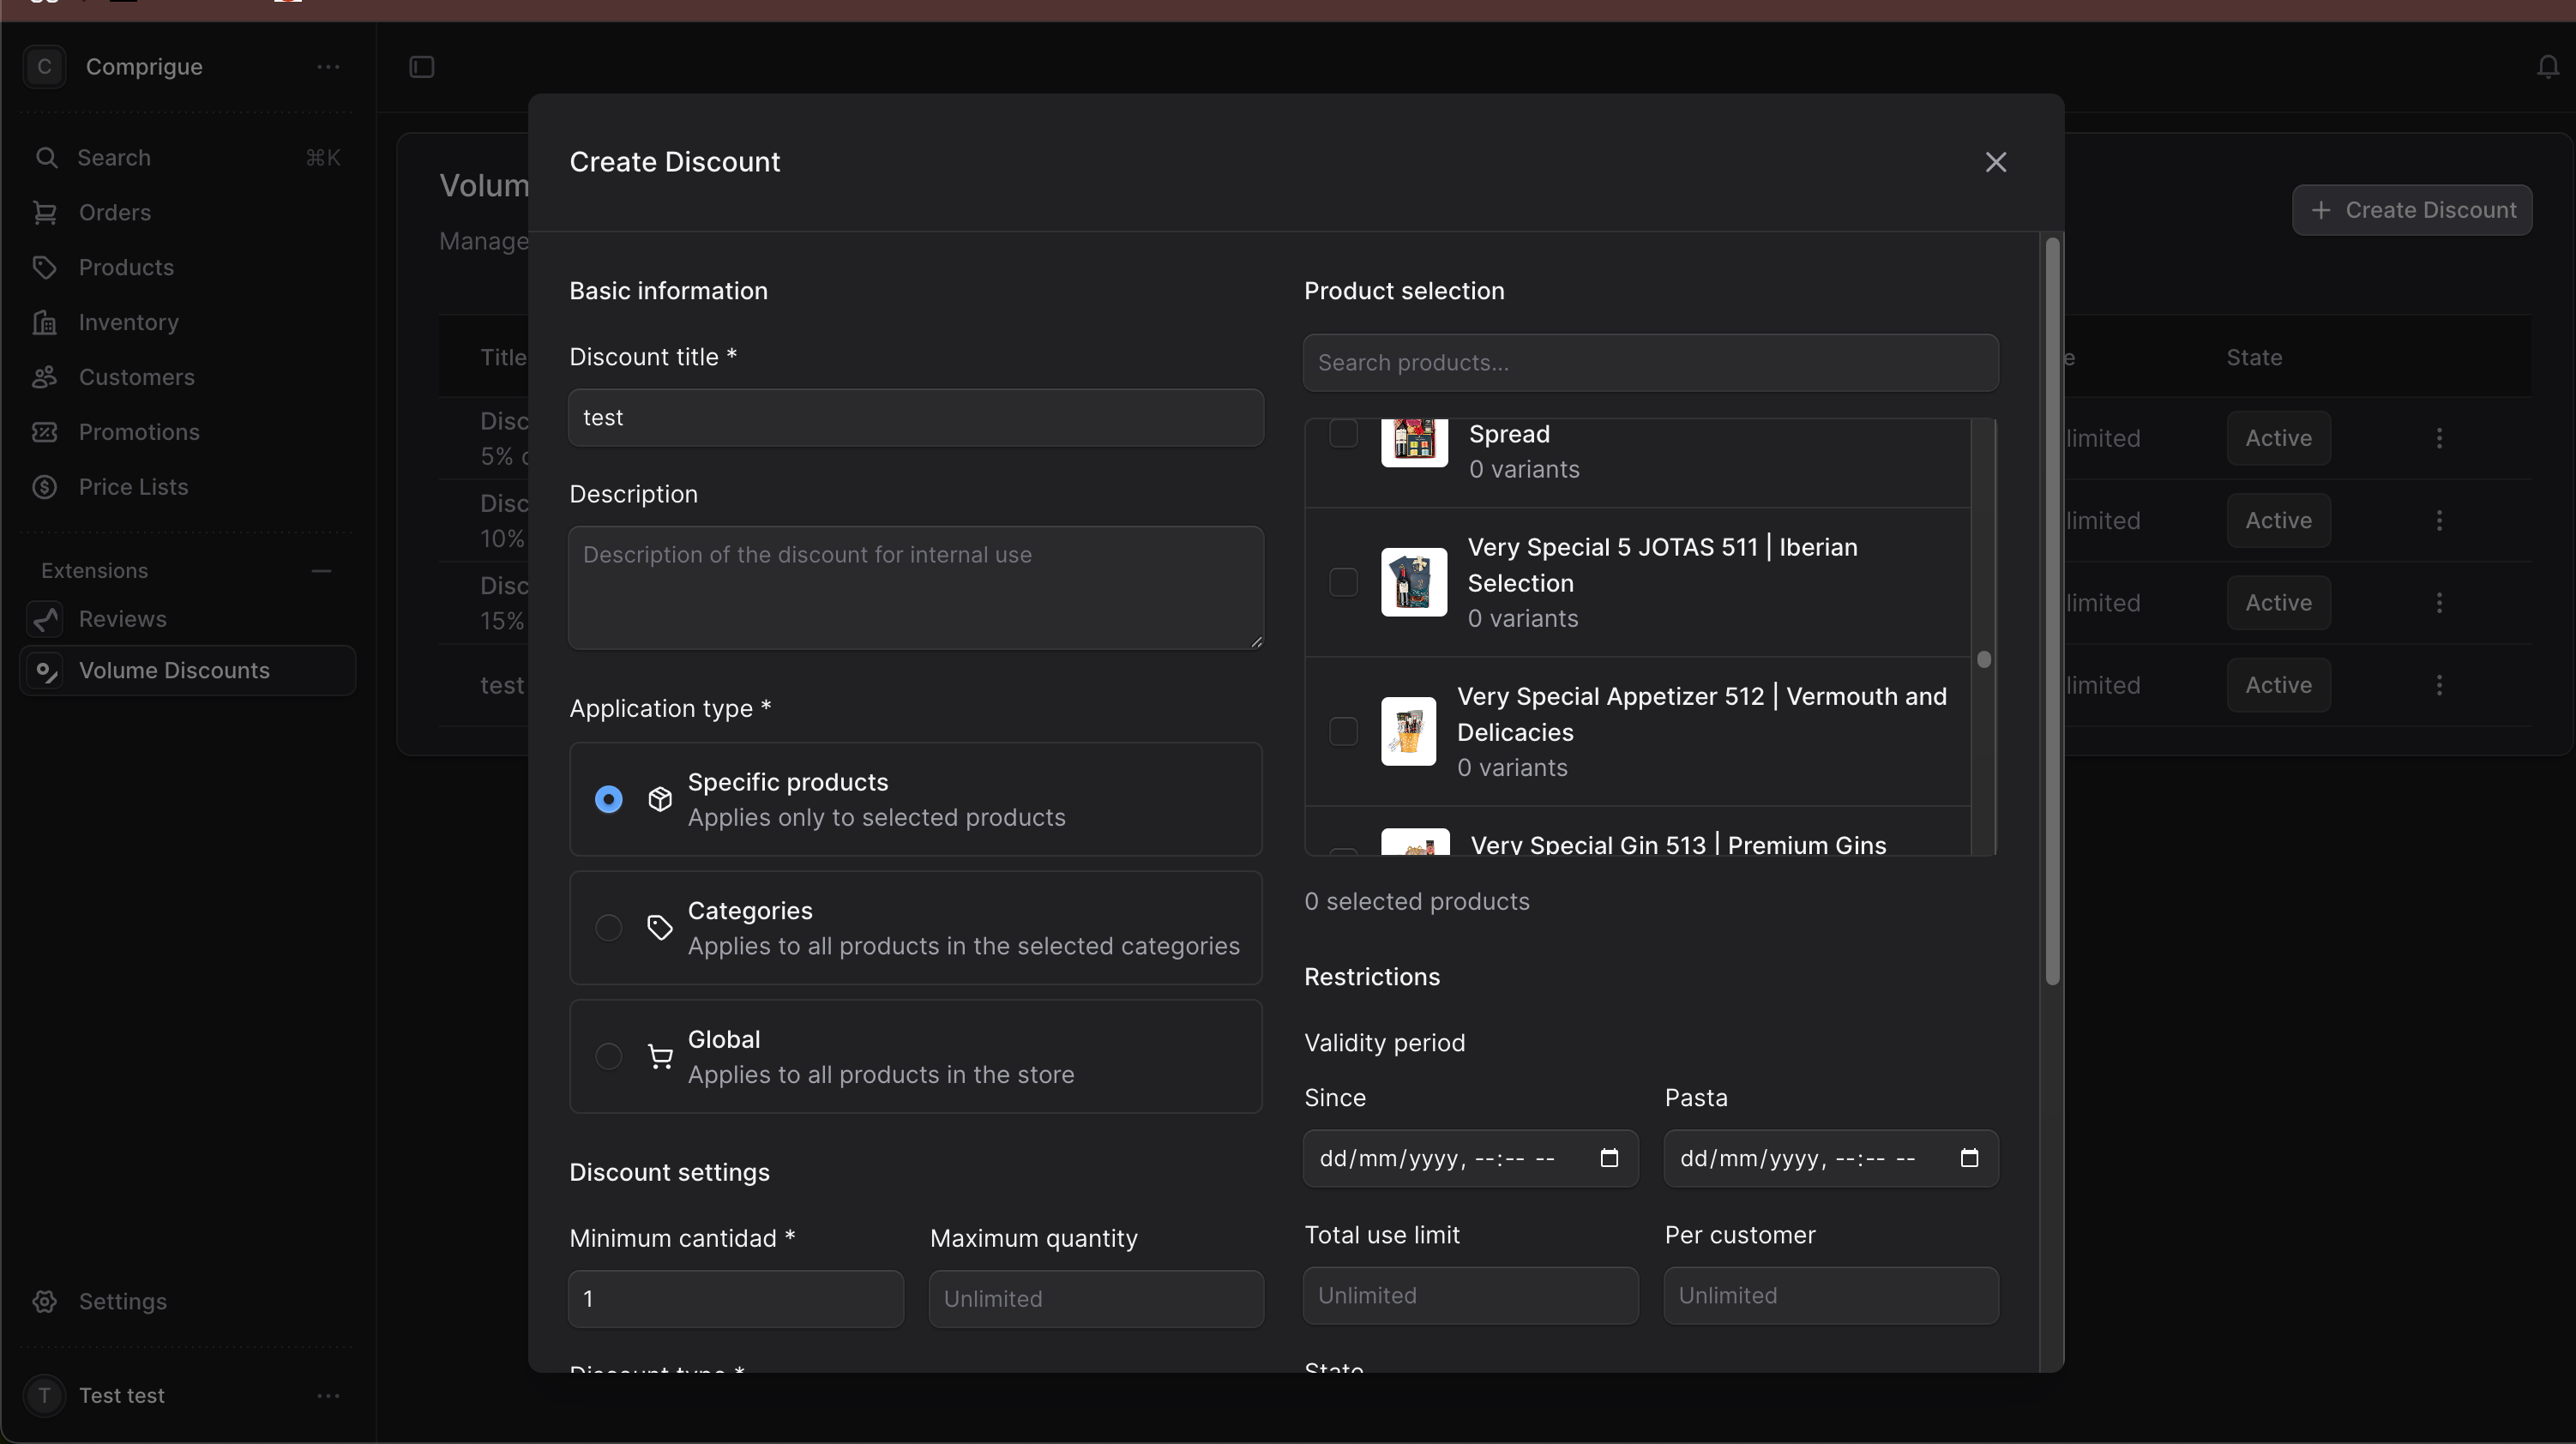 C
Comprigue
Search
⌘K
Orders
Products
Inventory
Customers
Promotions
Price Lists
Extensions
Reviews
Volume Discounts
Settings
T
Test test
Volum
Manage
Create Discount
Title
State
Disc
5%
limited
Active
Disc
10%
limited
Active
Disc
15%
limited
Active
test
limited
Active
Create Discount
Basic information
Discount title *
test
Description
Description of the discount for internal use
Application type *
Specific products
Applies only to selected products
Categories
Applies to all products in the selected categories
Global
Applies to all products in the store
Discount settings
Minimum cantidad *
Maximum quantity
1
Unlimited
Discount type *
Product selection
Search products...
Spread
0 variants
Very Special 5 JOTAS 511 | Iberian
Selection
0 variants
Very Special Appetizer 512 | Vermouth and
Delicacies
0 variants
Very Special Gin 513 | Premium Gins
0 selected products
Restrictions
Validity period
Since
Pasta
dd/mm/yyyy, --:-- --
dd/mm/yyyy, --:-- --
Total use limit
Per customer
Unlimited
Unlimited
State